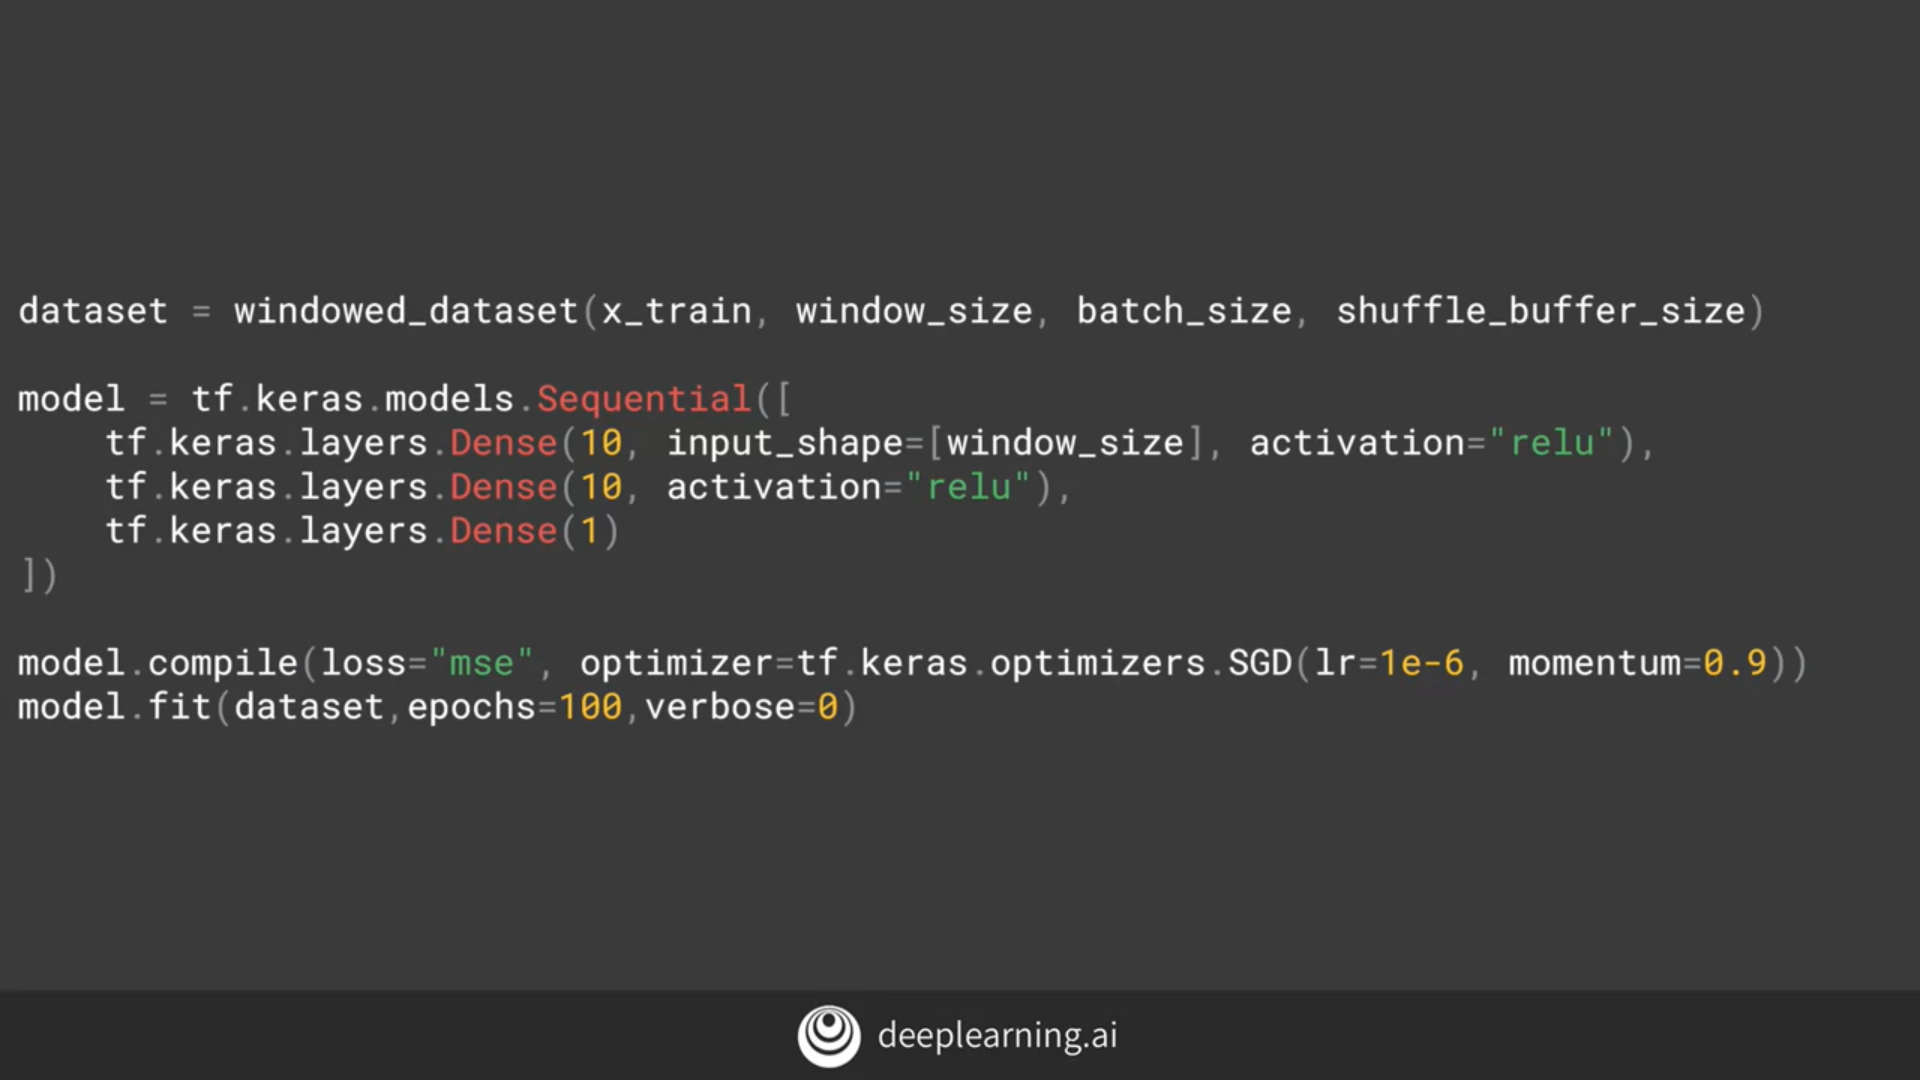 dataset = windowed_dataset(x_train, window_size, batch_size, shuffle_buffer_size)
model = tf.keras.models.Sequential([
    tf.keras.layers.Dense(10, input_shape=[window_size], activation="relu"),
    tf.keras.layers.Dense(10, activation="relu"),
    tf.keras.layers.Dense(1)
])
model.compile(loss="mse", optimizer=tf.keras.optimizers.SGD(lr=1e-6, momentum=0.9))
model.fit(dataset,epochs=100,verbose=0)
deeplearning.ai